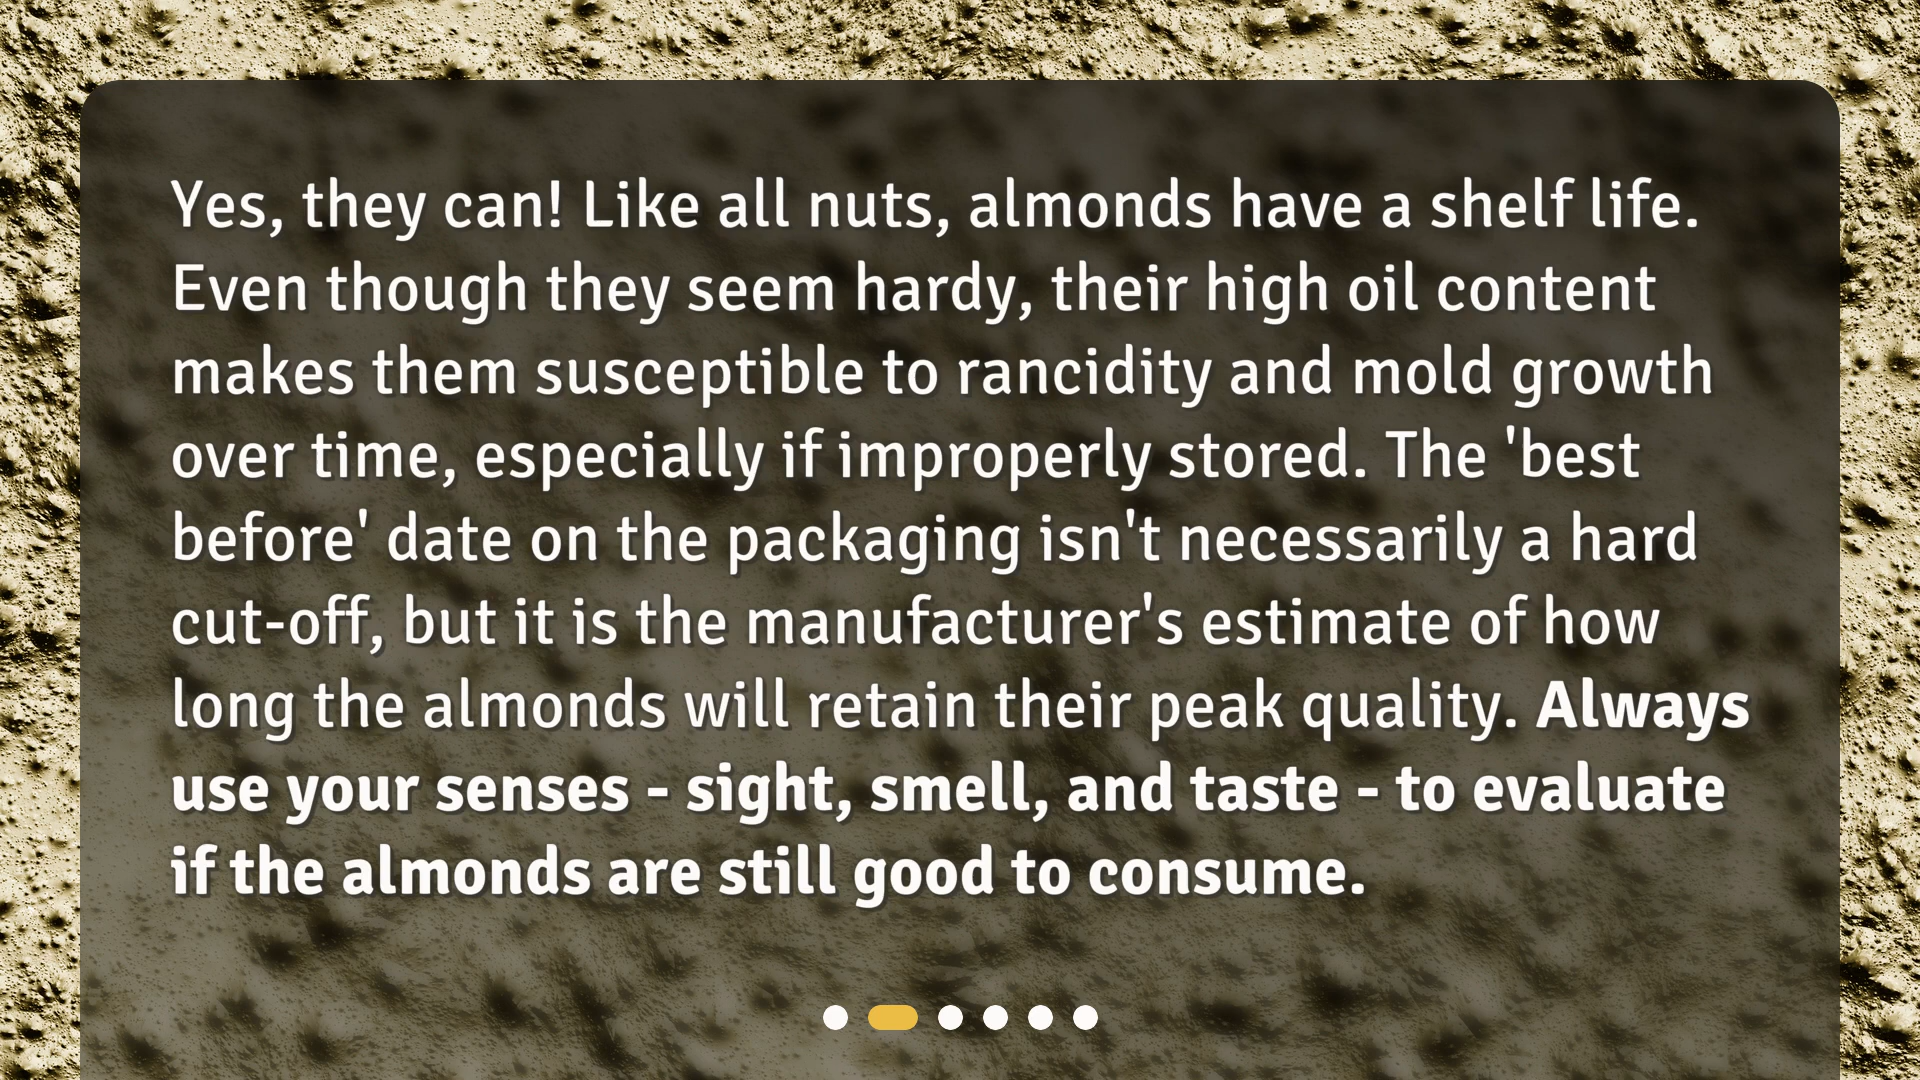 Yes, they can! Like all nuts, almonds have a shelf life.
Even though they seem hardy, their high oil content
makes them susceptible to rancidity and mold growth
over time, especially if improperly stored. The 'best
before' date on the packaging isn't necessarily a hard
cut-off, but it is the manufacturer's estimate of how
long the almonds will retain their peak quality. Always
use your senses - sight, smell, and taste - to evaluate
if the almonds are still good to consume.